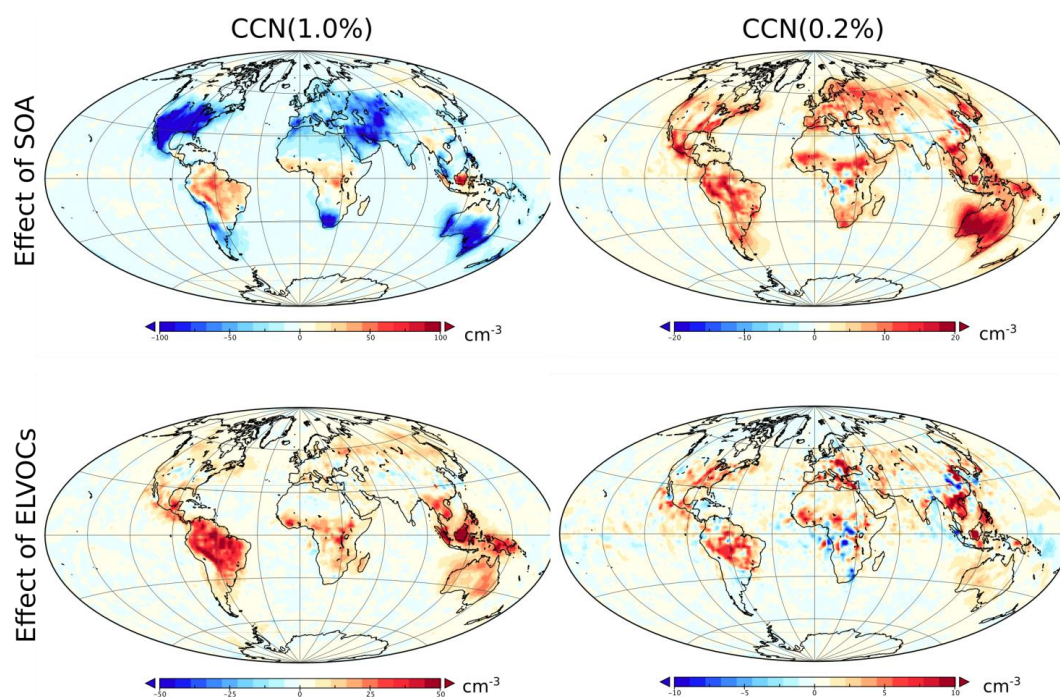 CCN(1.0%)
CCN(0.2%)
Effect of SOA
-100 -50 0 50 100 cm-3
-20 -10 0 10 20 cm-3
Effect of ELVOCs
-50 -25 0 25 50 cm-3
-10 -5 0 5 10 cm-3